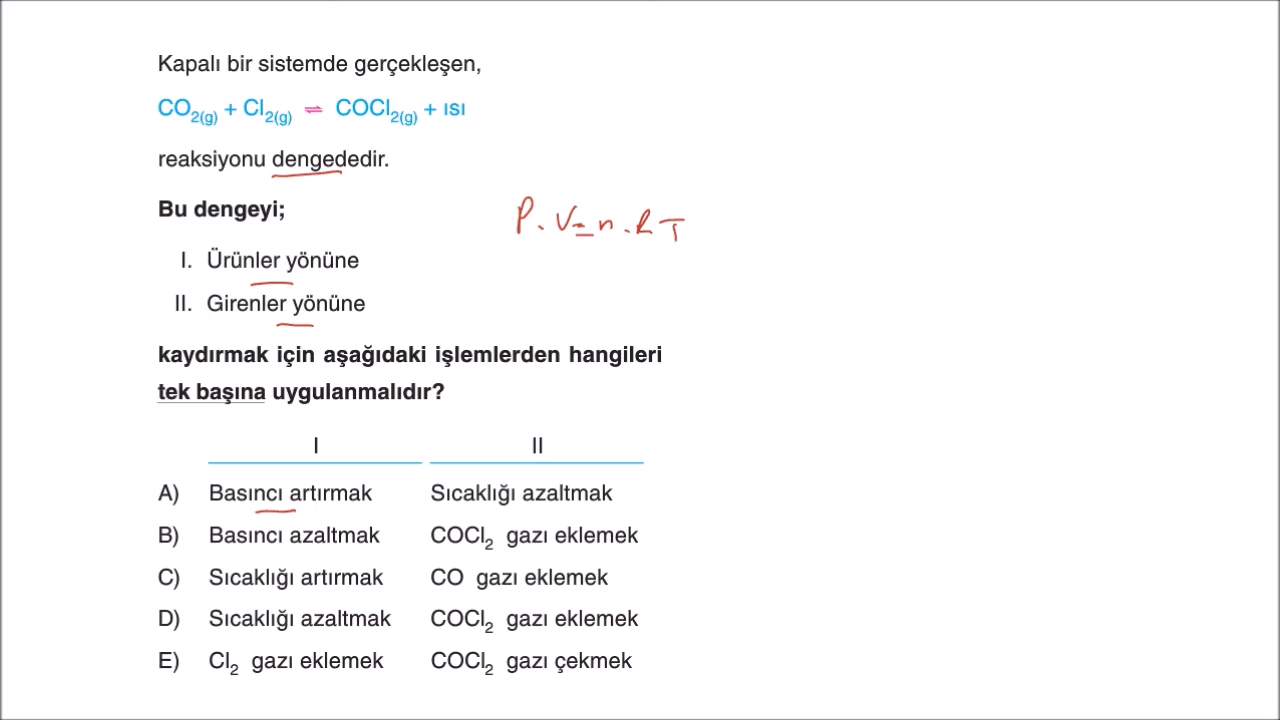 Kapalı bir sistemde gerçekleşen,
CO2(g) + Cl2(g) ⇌ COCl2(g) + ısı
reaksiyonu dengededir.
Bu dengeyi;
P. V = n . R T
I. Ürünler yönüne
II. Girenler yönüne
kaydırmak için aşağıdaki işlemlerden hangileri
tek başına uygulanmalıdır?
I II
A) Basıncı artırmak Sıcaklığı azaltmak
B) Basıncı azaltmak COCl2 gazı eklemek
C) Sıcaklığı artırmak CO gazı eklemek
D) Sıcaklığı azaltmak COCl2 gazı eklemek
E) Cl2 gazı eklemek COCl2 gazı çekmek